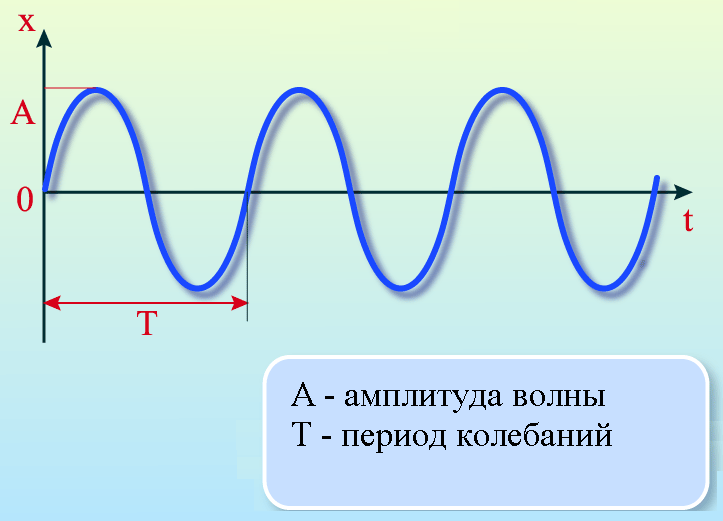 x
A
0
t
T
А - амплитуда волны
Т - период колебаний